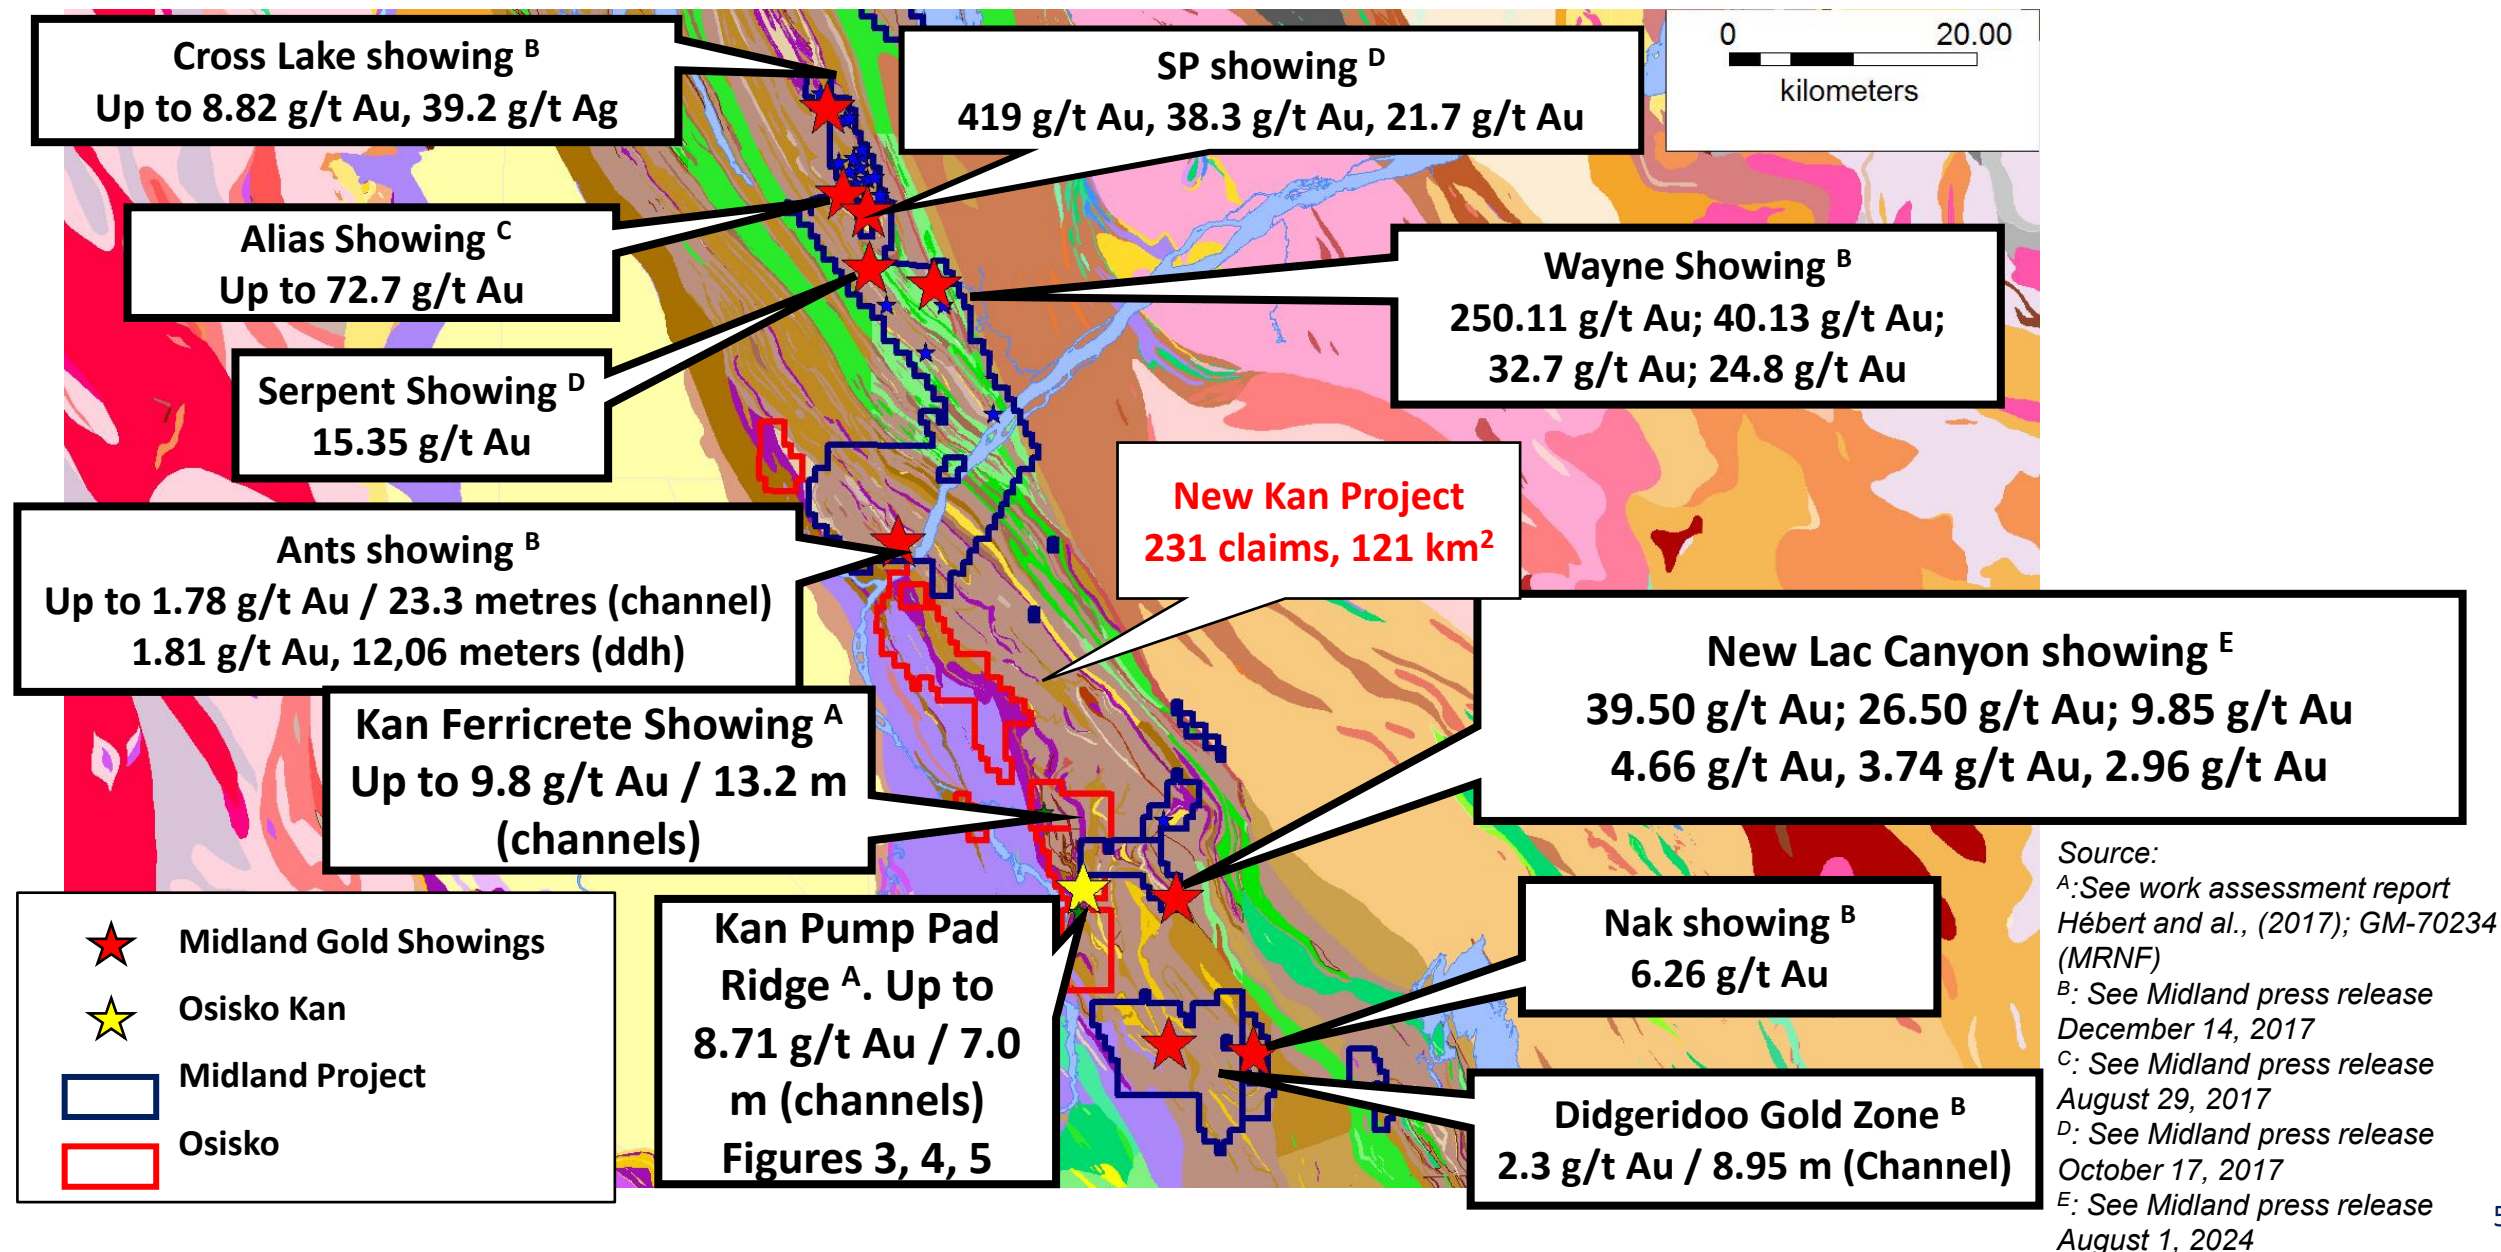 Cross Lake showing B
Up to 8.82 g/t Au, 39.2 g/t Ag
SP showing D
419 g/t Au, 38.3 g/t Au, 21.7 g/t Au
0 20.00
kilometers
Alias Showing C
Up to 72.7 g/t Au
Wayne Showing B
250.11 g/t Au; 40.13 g/t Au;
32.7 g/t Au; 24.8 g/t Au
Serpent Showing D
15.35 g/t Au
New Kan Project
231 claims, 121 km2
Ants showing B
Up to 1.78 g/t Au / 23.3 metres (channel)
1.81 g/t Au, 12,06 meters (ddh)
New Lac Canyon showing E
39.50 g/t Au; 26.50 g/t Au; 9.85 g/t Au
4.66 g/t Au, 3.74 g/t Au, 2.96 g/t Au
Kan Ferricrete Showing A
Up to 9.8 g/t Au / 13.2 m
(channels)
Kan Pump Pad
Ridge A. Up to
8.71 g/t Au / 7.0
m (channels)
Figures 3, 4, 5
Nak showing B
6.26 g/t Au
Didgeridoo Gold Zone B
2.3 g/t Au / 8.95 m (Channel)
Midland Gold Showings
Osisko Kan
Midland Project
Osisko
Source:
A:See work assessment report
Hébert and al., (2017); GM-70234
(MRNF)
B: See Midland press release
December 14, 2017
C: See Midland press release
August 29, 2017
D: See Midland press release
October 17, 2017
E: See Midland press release
August 1, 2024
5